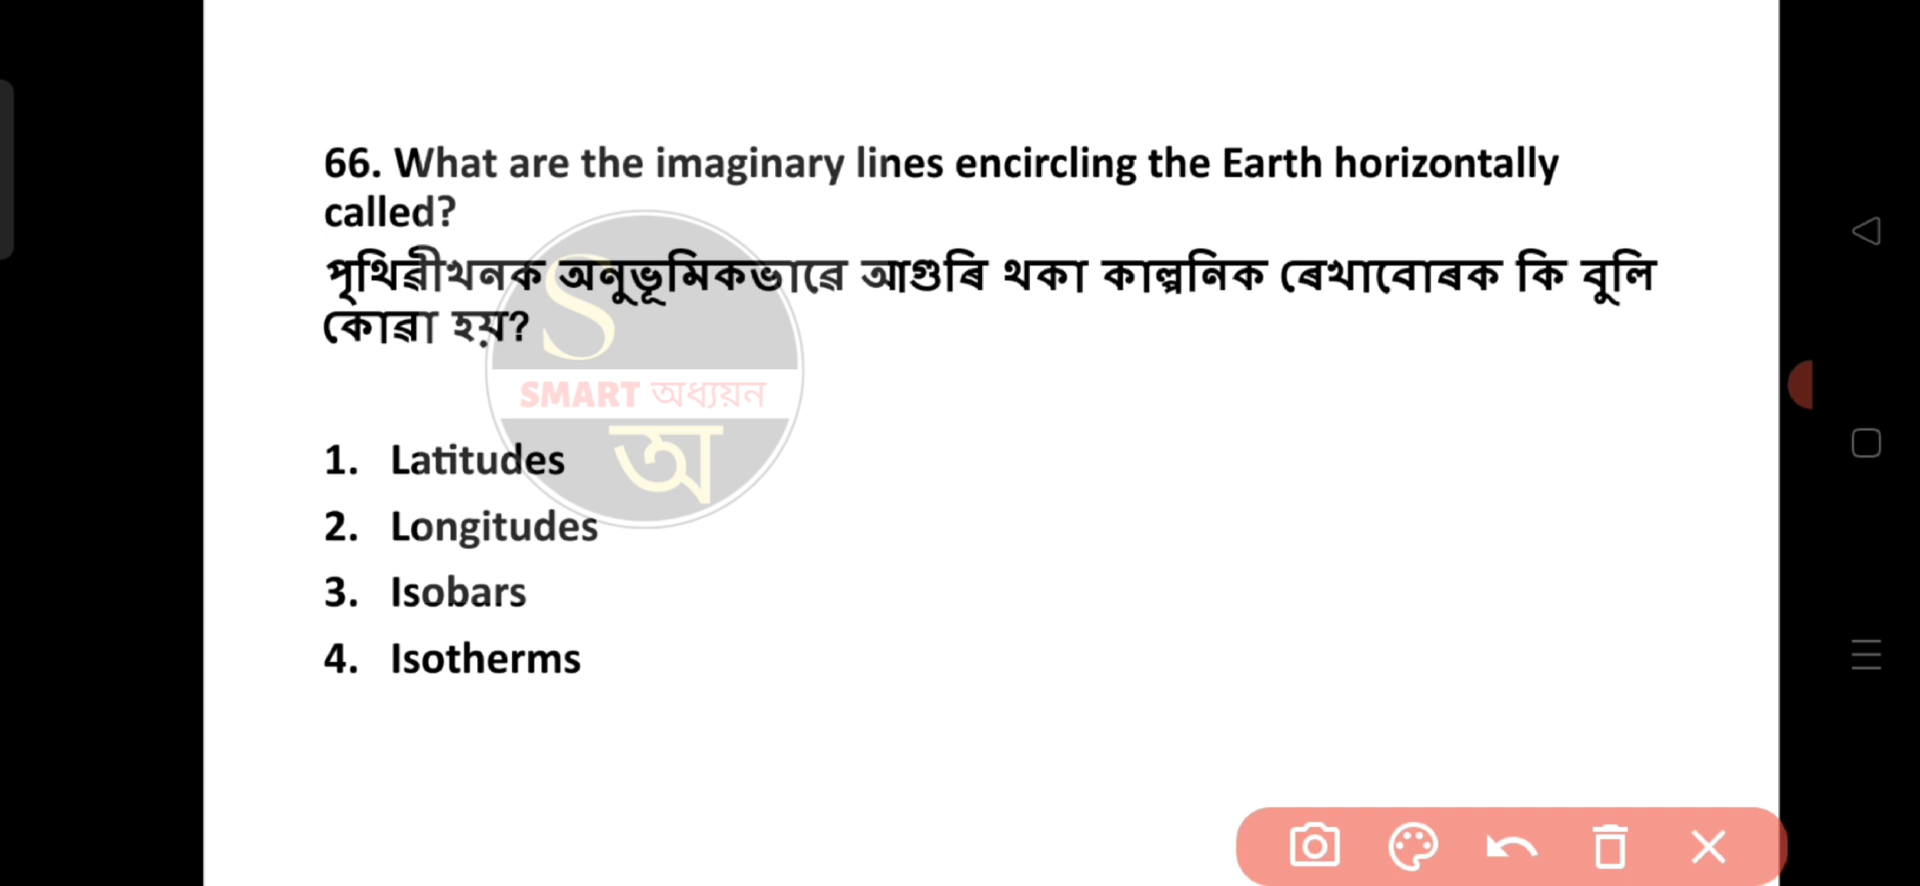 66. What are the imaginary lines encircling the Earth horizontally
called?
পৃথিৱীখনক অনুভূমিকভাৱে আগুৰি থকা কাল্পনিক ৰেখাবোৰক কি বুলি
কোৱা হয়?
S
SMART অধ্যয়ন
অ
1. Latitudes
2. Longitudes
3. Isobars
4. Isotherms